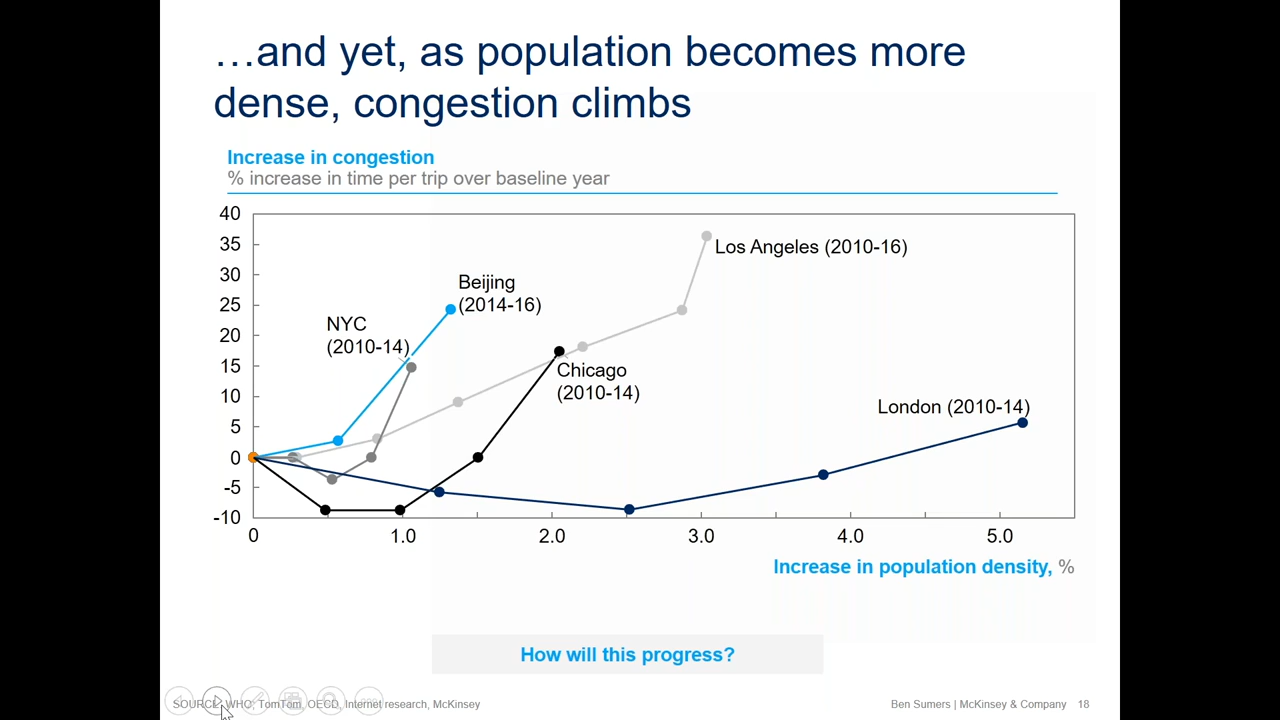 …and yet, as population becomes more
dense, congestion climbs
Increase in congestion
% increase in time per trip over baseline year
40
35
30
25
20
15
10
5
0
-5
-10
NYC
(2010-14)
Beijing
(2014-16)
Los Angeles (2010-16)
Chicago
(2010-14)
London (2010-14)
0 1.0 2.0 3.0 4.0 5.0
Increase in population density, %
How will this progress?
SOURCE: WHO, TomTom, OECD, Internet research, McKinsey
Ben Sumers | McKinsey & Company 18